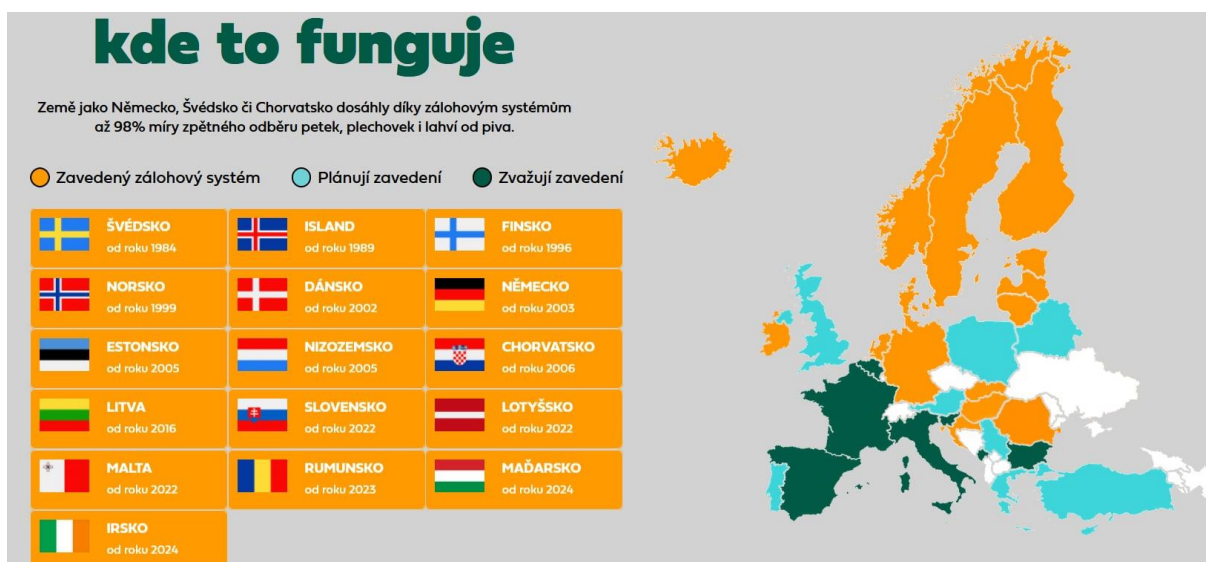 kde to funguje
Země jako Německo, Švédsko či Chorvatsko dosáhly díky zálohovým systémům
až 98% míry zpětného odběru petek, plechovek i lahví od piva.
Zavedený zálohový systém
Plánují zavedení
Zvažují zavedení
ŠVÉDSKO
od roku 1984
ISLAND
od roku 1989
FINSKO
od roku 1996
NORSKO
od roku 1999
DÁNSKO
od roku 2002
NĚMECKO
od roku 2003
ESTONSKO
od roku 2005
NIZOZEMSKO
od roku 2005
CHORVATSKO
od roku 2006
LITVA
od roku 2016
SLOVENSKO
od roku 2022
LOTYŠSKO
od roku 2022
MALTA
od roku 2022
RUMUNSKO
od roku 2023
MAĎARSKO
od roku 2024
IRSKO
od roku 2024